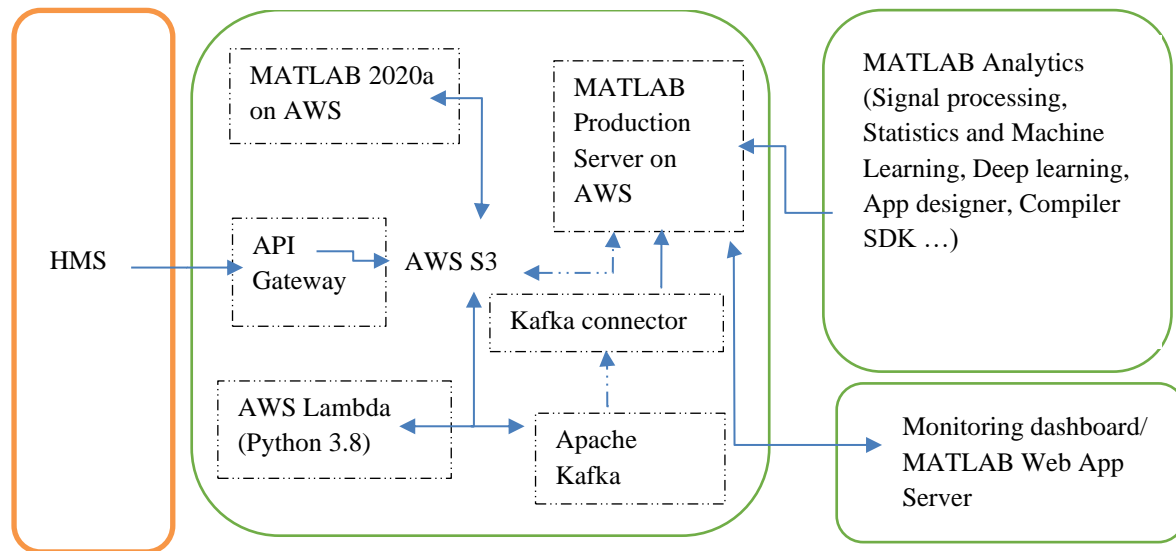 HMS
MATLAB 2020a
on AWS
API
Gateway
AWS S3
AWS Lambda
(Python 3.8)
MATLAB
Production
Server on
AWS
Kafka connector
Apache
Kafka
MATLAB Analytics
(Signal processing,
Statistics and Machine
Learning, Deep learning,
App designer, Compiler
SDK …)
Monitoring dashboard/
MATLAB Web App
Server